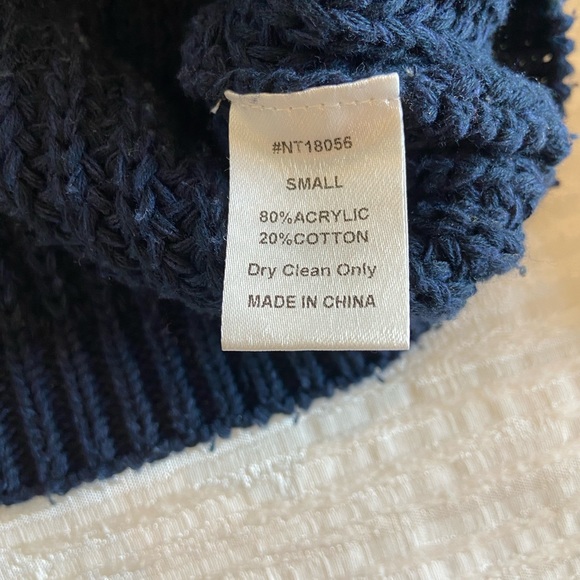 #NT18056
SMALL
80%ACRYLIC
20%COTTON
Dry Clean Only
MADE IN CHINA